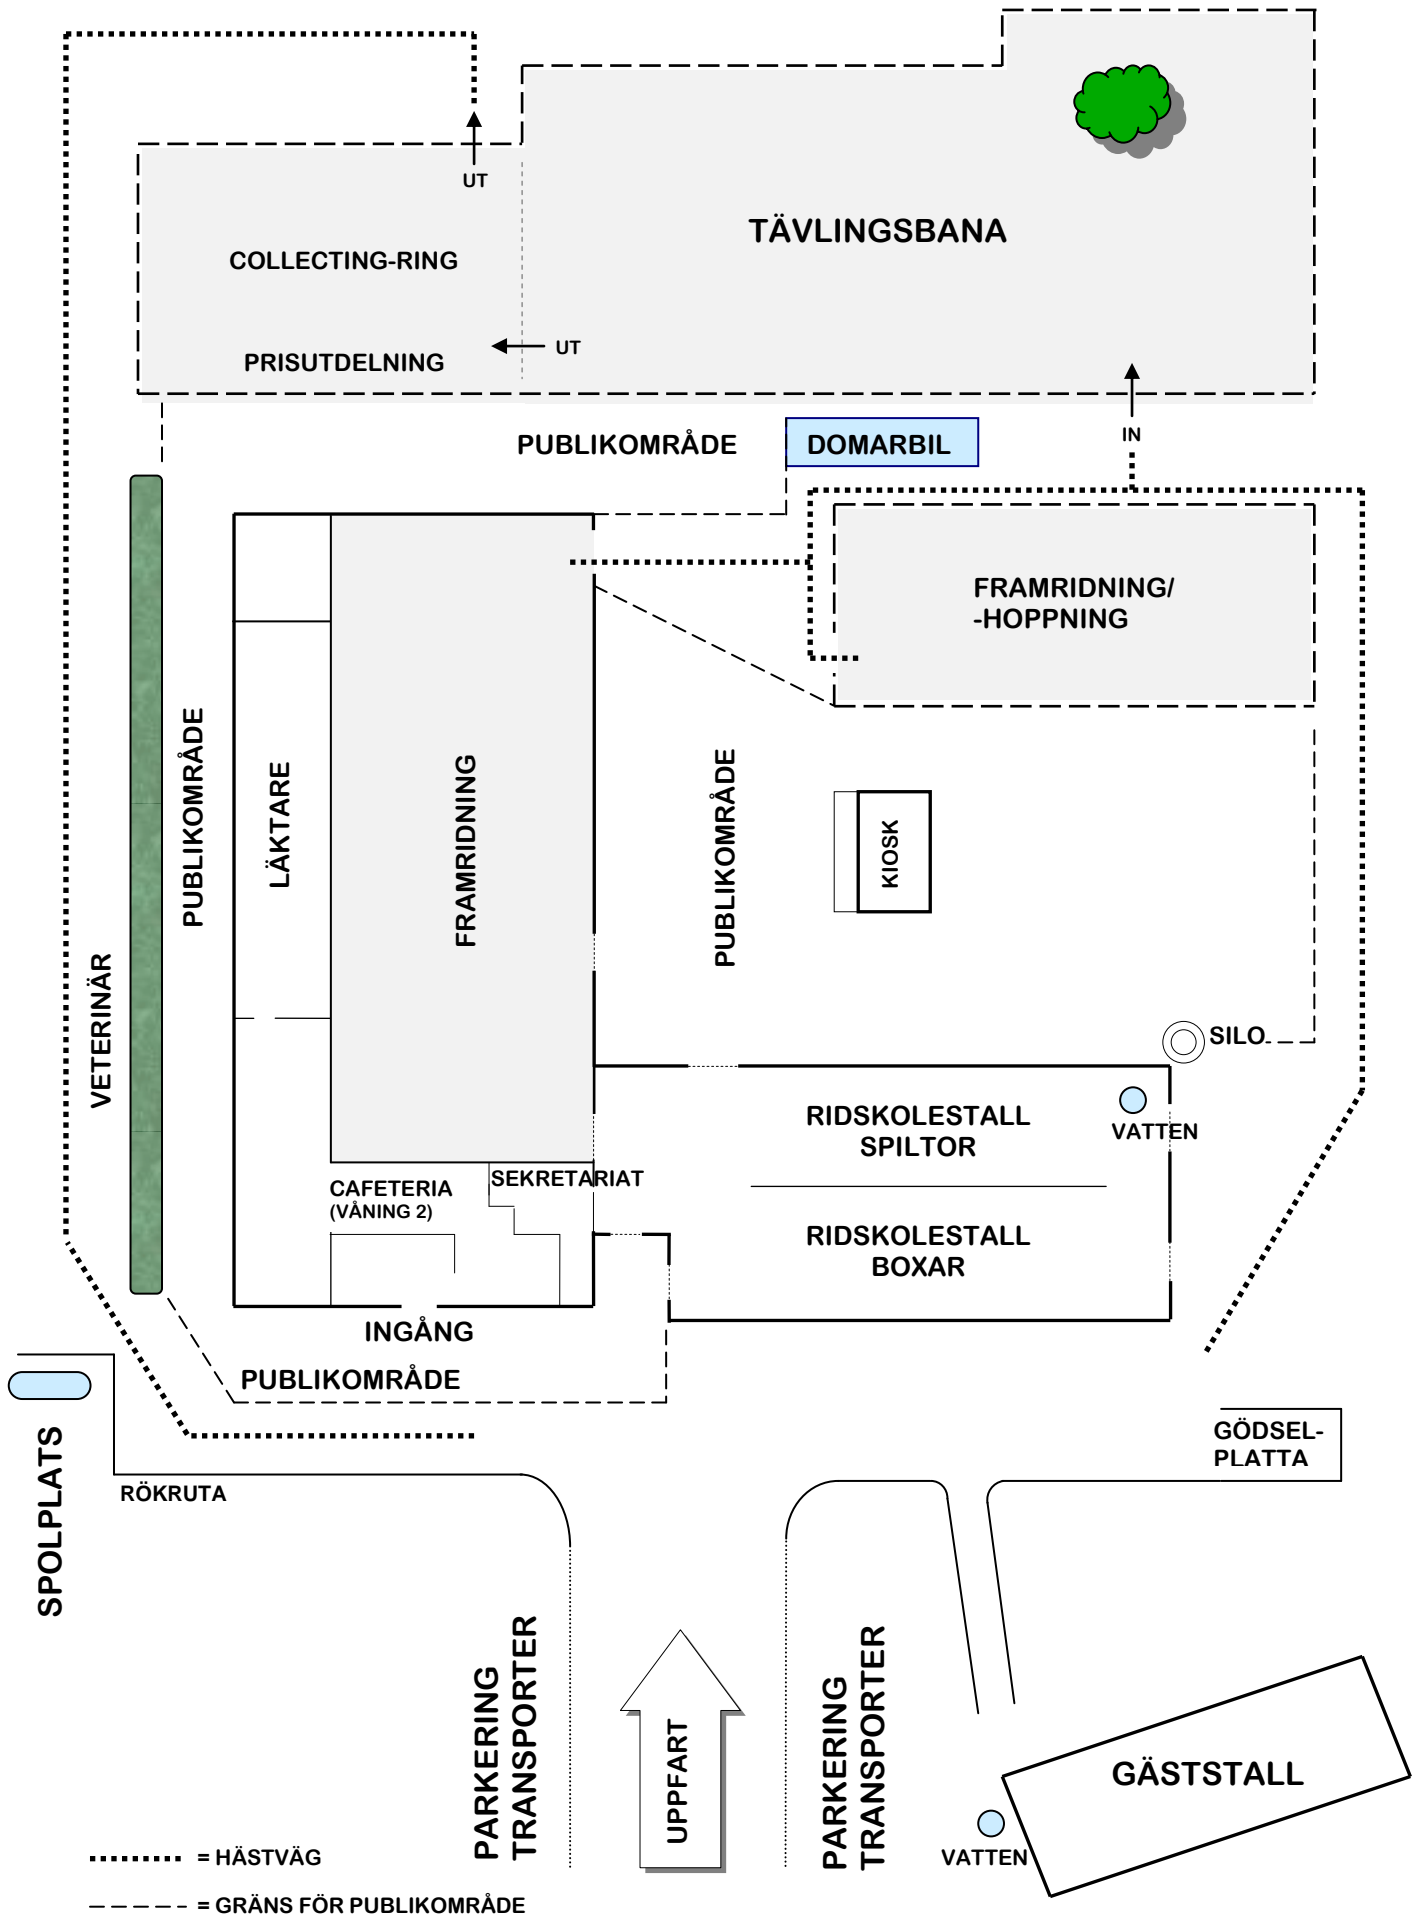 UT
TÄVLINGSBANA
COLLECTING-RING
UT
PRISUTDELNING
IN
PUBLIKOMRÅDE
DOMARBIL
FRAMRIDNING/
-HOPPNING
PUBLIKOMRÅDE
LÄKTARE
FRAMRIDNING
PUBLIKOMRÅDE
KIOSK
VETERINÄR
SILO
RIDSKOLESTALL
SPILTOR
VATTEN
SEKRETARIAT
CAFETERIA
(VÅNING 2)
RIDSKOLESTALL
BOXAR
INGÅNG
PUBLIKOMRÅDE
SPOLPLATS
RÖKRUTA
GÖDSEL-
PLATTA
PARKERING
TRANSPORTER
UPPFART
PARKERING
TRANSPORTER
GÄSTSTALL
VATTEN
= HÄSTVÄG
= GRÄNS FÖR PUBLIKOMRÅDE